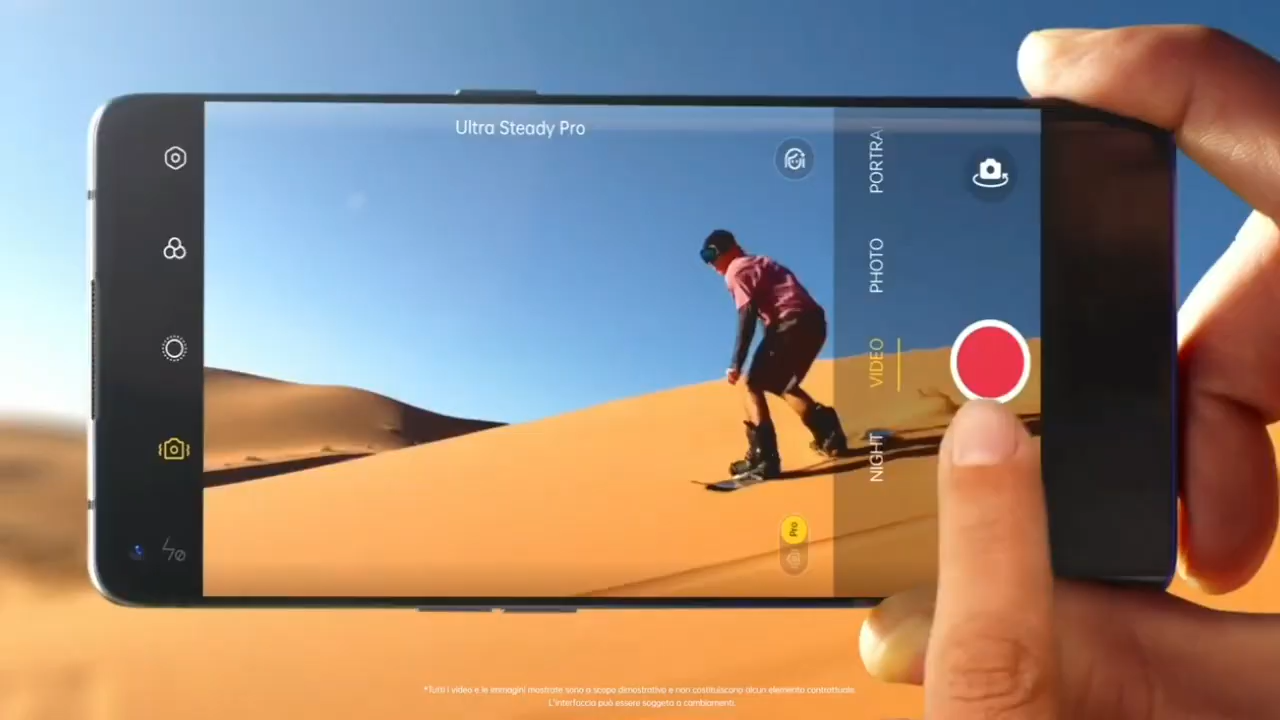 Ultra Steady Pro
PORTRAI
PHOTO
VIDEO
NIGHT
Pro
*Tutti i video e le immagini mostrate sono a scopo dimostrativo e non costituiscono alcun elemento contrattuale.
L'interfaccia può essere soggetta a cambiamenti.